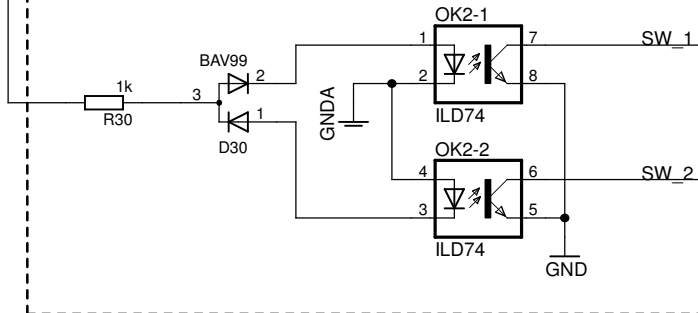 OK2-1
1
7
SW_1
BAV99
2
2
8
1k
3
GNDA
R30
1
ILD74
D30
OK2-2
4
6
SW_2
3
5
ILD74
GND